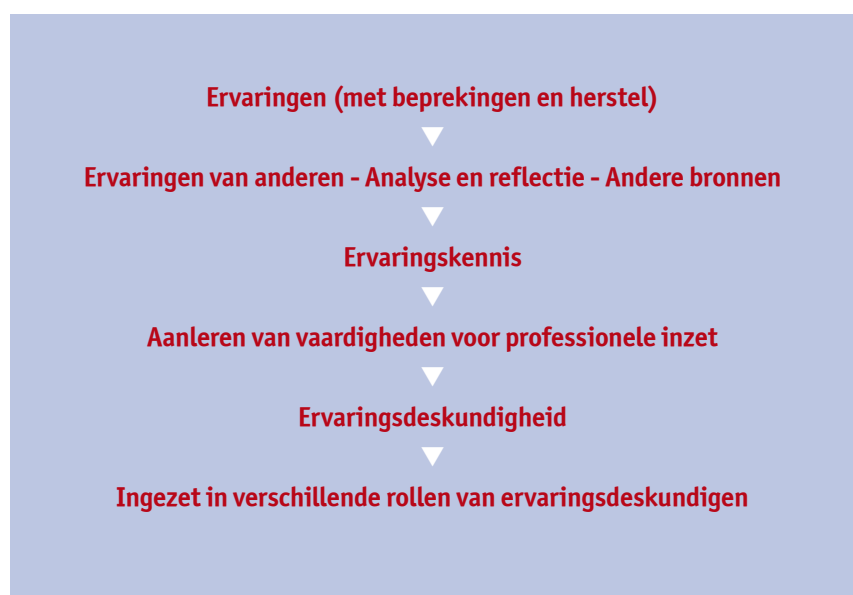 Ervaringen (met beprekingen en herstel)
Ervaringen van anderen - Analyse en reflectie - Andere bronnen
Ervaringskennis
Aanleren van vaardigheden voor professionele inzet
Ervaringsdeskundigheid
Ingezet in verschillende rollen van ervaringsdeskundigen